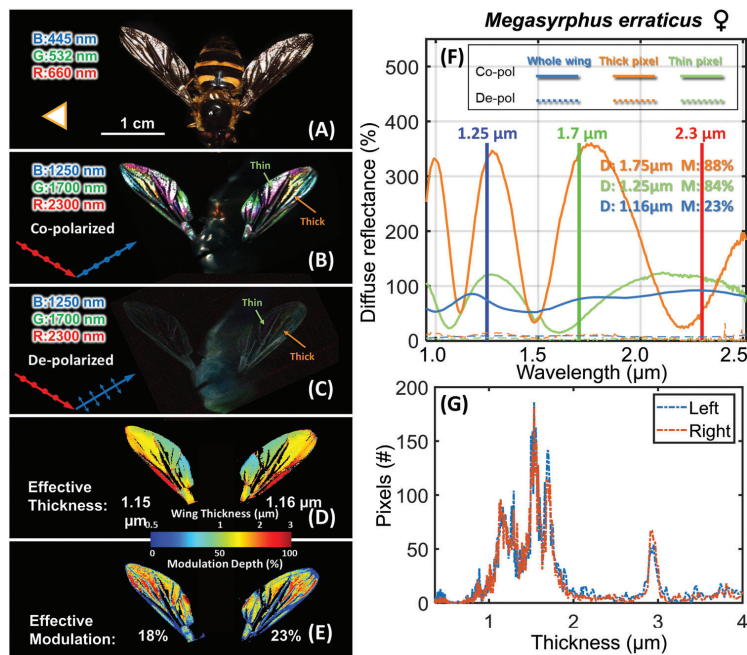 B:445 nm
G:532 nm
R:660 nm
1 cm
(A)
B:1250 nm
G:1700 nm
R:2300 nm
Co-polarized
Thin
Thick
(B)
B:1250 nm
G:1700 nm
R:2300 nm
De-polarized
Thin
Thick
(C)
Effective
Thickness:
1.15
μm
1.16 μm
(D)
Wing Thickness (μm)
0.5 1 2 3
0 50 100
Modulation Depth (%)
Effective
Modulation:
18%
23%
(E)
Megasyrphus erraticus ♀
(F)
Whole wing Thick pixel Thin pixel
Co-pol
De-pol
1.25 μm 1.7 μm 2.3 μm
D: 1.75μm M: 88%
D: 1.25μm M: 84%
D: 1.16μm M: 23%
Diffuse reflectance (%)
500
400
350
300
200
100
0
1.0 1.5 2.0 2.5
Wavelength (μm)
(G)
Left
Right
Pixels (#)
200
150
100
50
0
1 2 3 4
Thickness (μm)